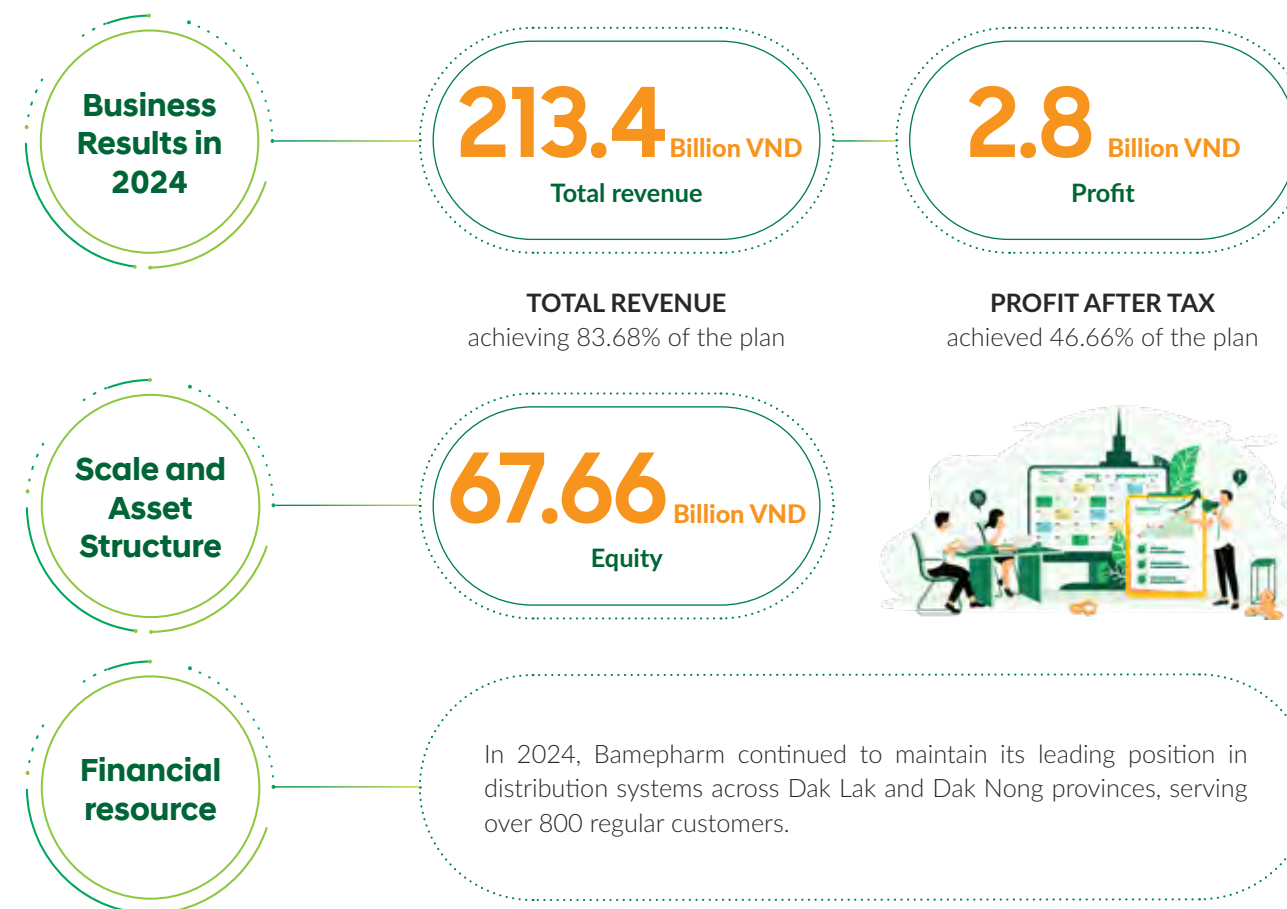 Business
Results in
2024
213.4 Billion VND
Total revenue
2.8 Billion VND
Profit
TOTAL REVENUE
achieving 83.68% of the plan
PROFIT AFTER TAX
achieved 46.66% of the plan
Scale and
Asset
Structure
67.66 Billion VND
Equity
Financial
resource
In 2024, Bamepharm continued to maintain its leading position in
distribution systems across Dak Lak and Dak Nong provinces, serving
over 800 regular customers.